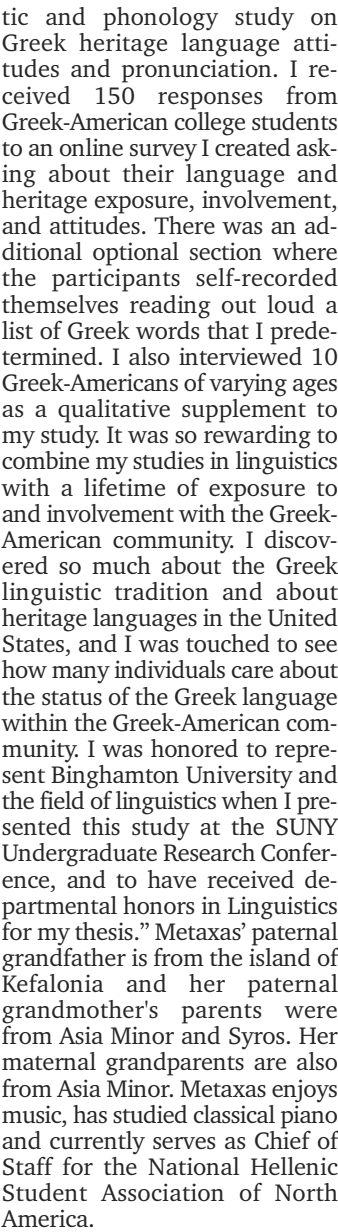 tic and phonology study on
Greek heritage language atti-
tudes and pronunciation. I re-
ceived 150 responses from
Greek-American college students
to an online survey I created ask-
ing about their language and
heritage exposure, involvement,
and attitudes. There was an ad-
ditional optional section where
the participants self-recorded
themselves reading out loud a
list of Greek words that I prede-
termined. I also interviewed 10
Greek-Americans of varying ages
as a qualitative supplement to
my study. It was so rewarding to
combine my studies in linguistics
with a lifetime of exposure to
and involvement with the Greek-
American community. I discov-
ered so much about the Greek
linguistic tradition and about
heritage languages in the United
States, and I was touched to see
how many individuals care about
the status of the Greek language
within the Greek-American com-
munity. I was honored to repre-
sent Binghamton University and
the field of linguistics when I pre-
sented this study at the SUNY
Undergraduate Research Confer-
ence, and to have received de-
partmental honors in Linguistics
for my thesis.” Metaxas’ paternal
grandfather is from the island of
Kefalonia and her paternal
grandmother's parents were
from Asia Minor and Syros. Her
maternal grandparents are also
from Asia Minor. Metaxas enjoys
music, has studied classical piano
and currently serves as Chief of
Staff for the National Hellenic
Student Association of North
America.